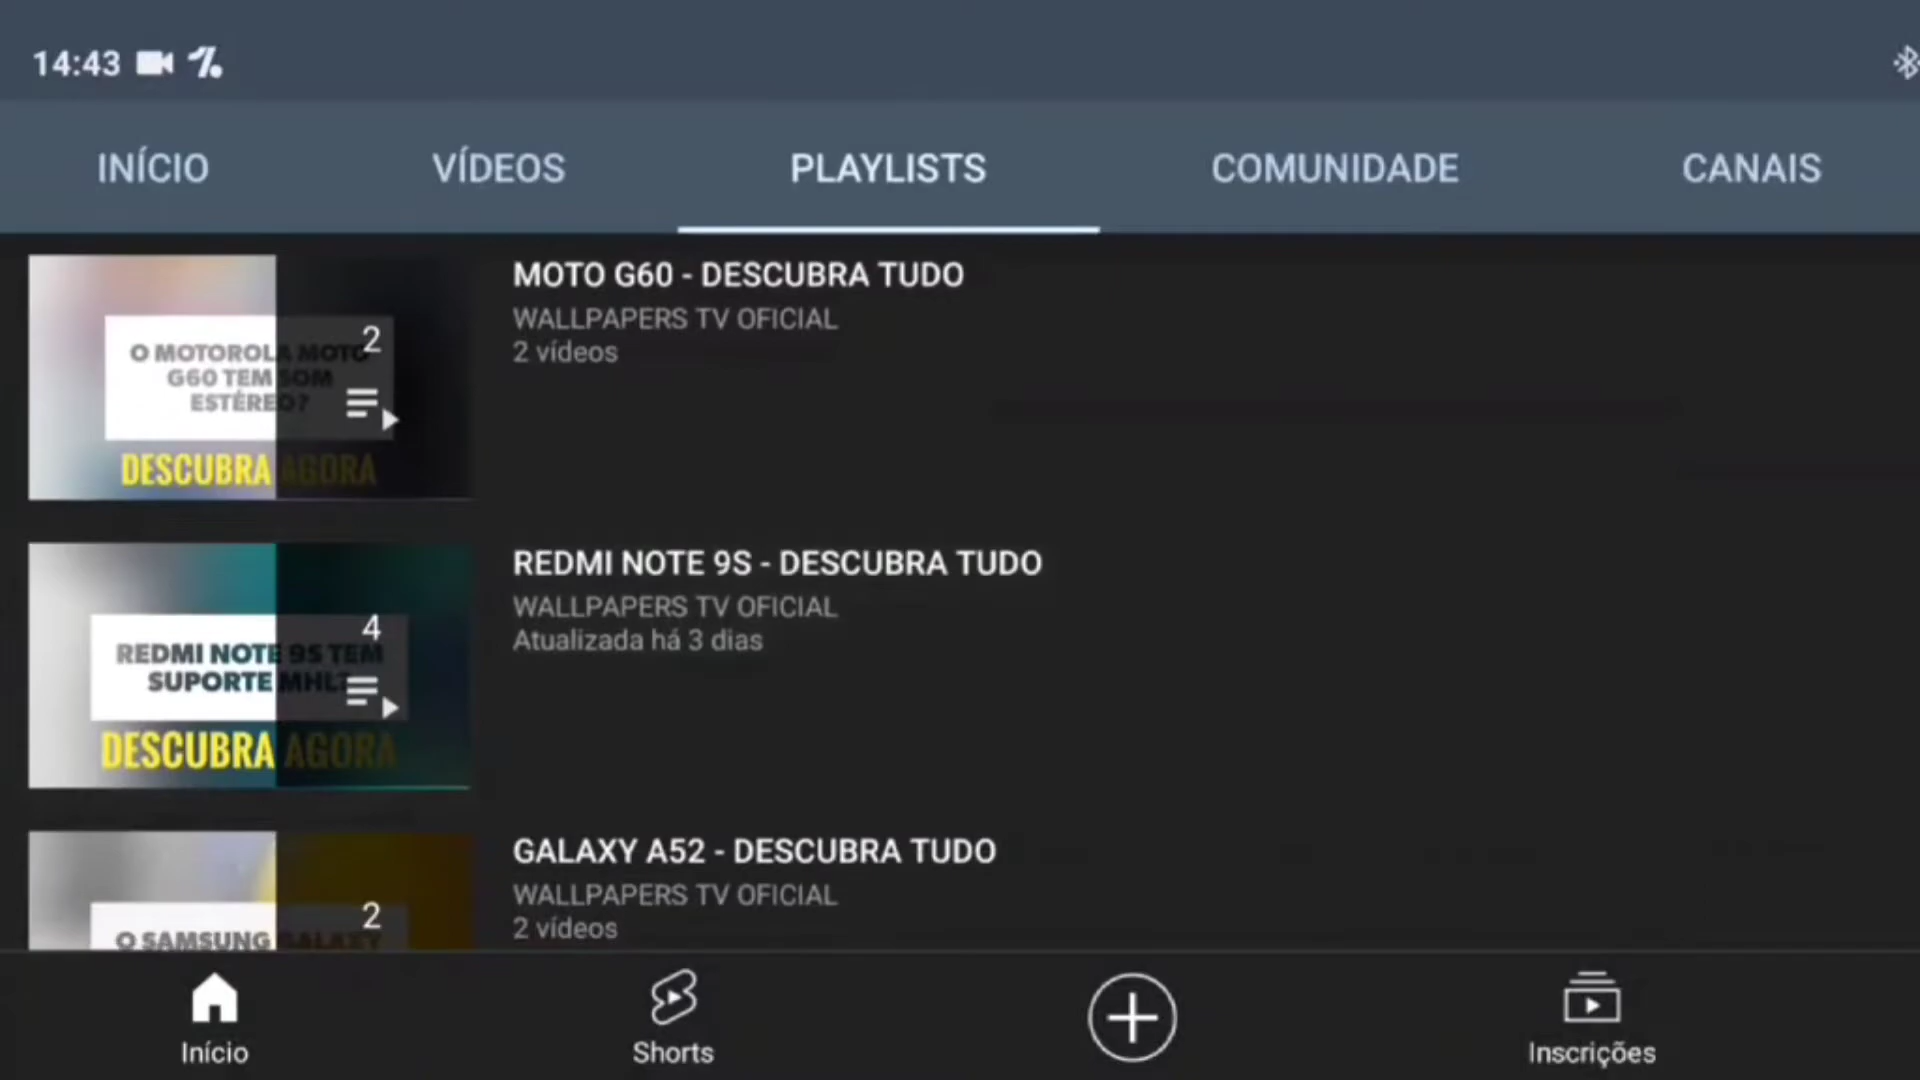 14:43
INÍCIO VÍDEOS PLAYLISTS COMUNIDADE CANAIS
MOTO G60 - DESCUBRA TUDO
WALLPAPERS TV OFICIAL
2 vídeos
2
O MOTOROLA MOTO
G60 TEM SOM
ESTÉREO?
DESCUBRA AGORA
REDMI NOTE 9S - DESCUBRA TUDO
WALLPAPERS TV OFICIAL
Atualizada há 3 dias
4
REDMI NOTE 9S TEM
SUPORTE MHL?
DESCUBRA AGORA
GALAXY A52 - DESCUBRA TUDO
WALLPAPERS TV OFICIAL
2 vídeos
2
O SAMSUNG GALAXY
Início Shorts Inscrições